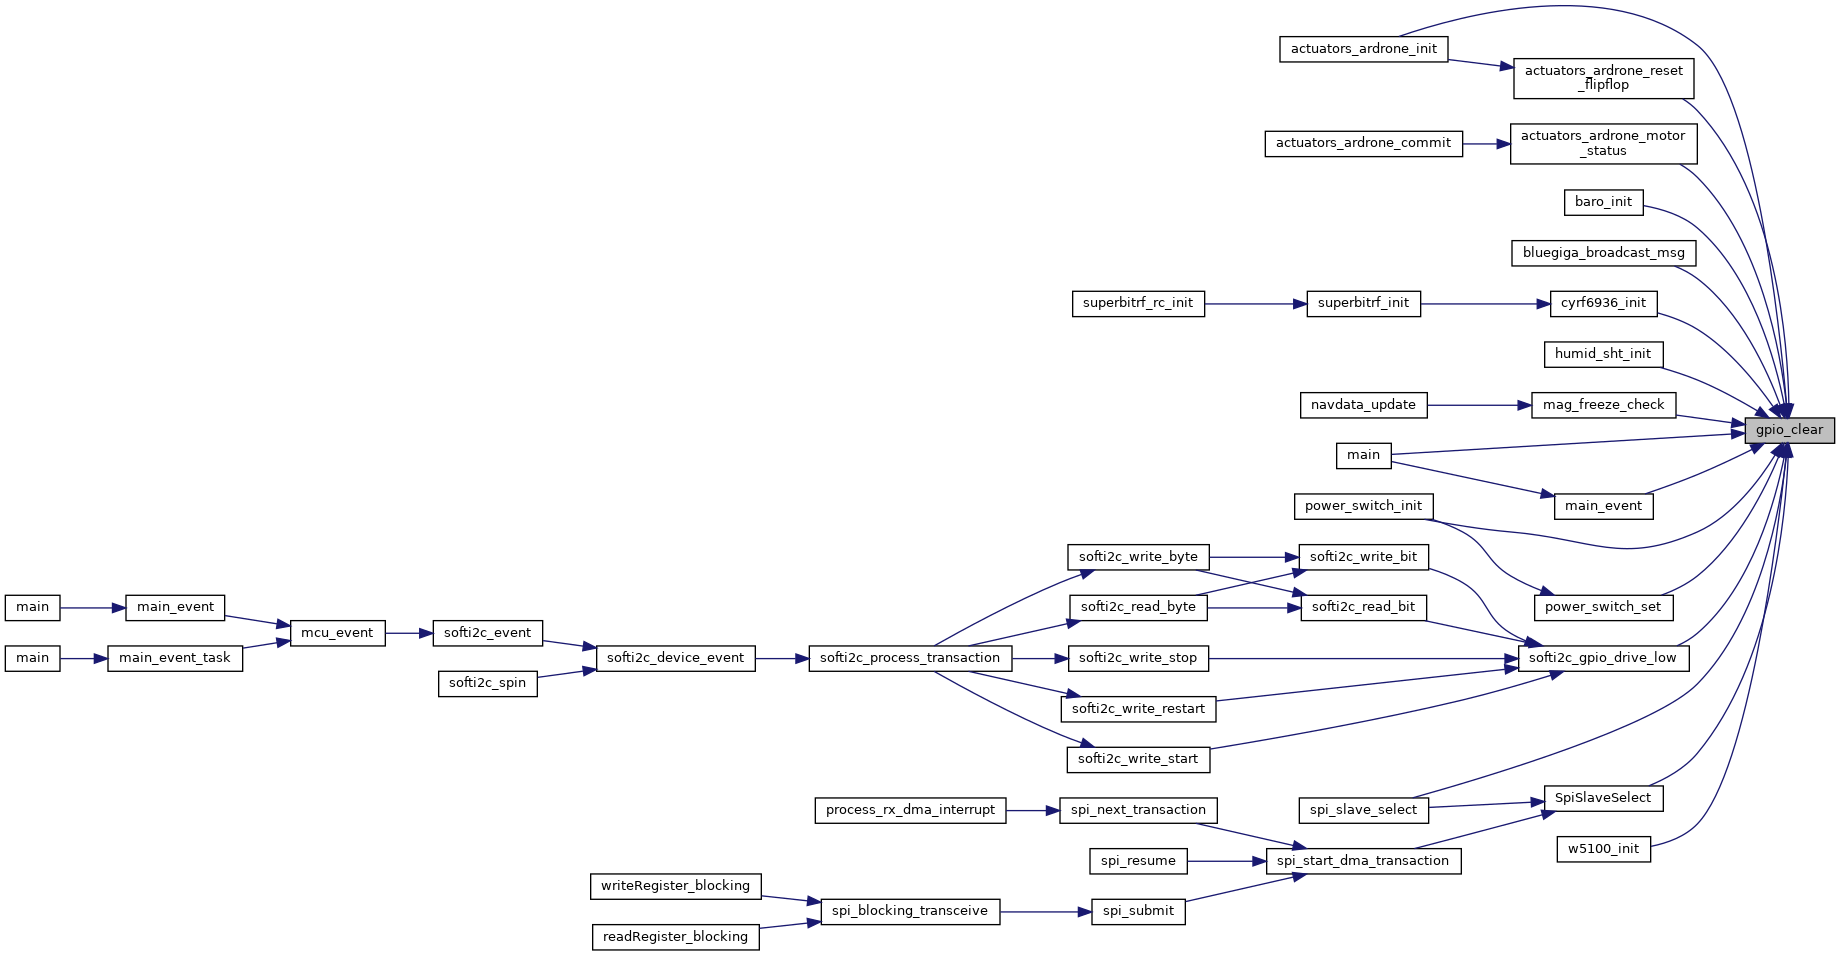 actuators_ardrone_init
actuators_ardrone_reset
_flipflop
actuators_ardrone_motor
_status
actuators_ardrone_commit
baro_init
bluegiga_broadcast_msg
superbitrf_rc_init
superbitrf_init
cyrf6936_init
humid_sht_init
navdata_update
mag_freeze_check
gpio_clear
main
power_switch_init
main_event
softi2c_write_byte
softi2c_write_bit
main
main_event
softi2c_read_byte
softi2c_read_bit
power_switch_set
mcu_event
softi2c_event
main
main_event_task
softi2c_device_event
softi2c_process_transaction
softi2c_write_stop
softi2c_gpio_drive_low
softi2c_spin
softi2c_write_restart
softi2c_write_start
process_rx_dma_interrupt
spi_next_transaction
spi_slave_select
SpiSlaveSelect
w5100_init
spi_resume
spi_start_dma_transaction
writeRegister_blocking
spi_blocking_transceive
spi_submit
readRegister_blocking